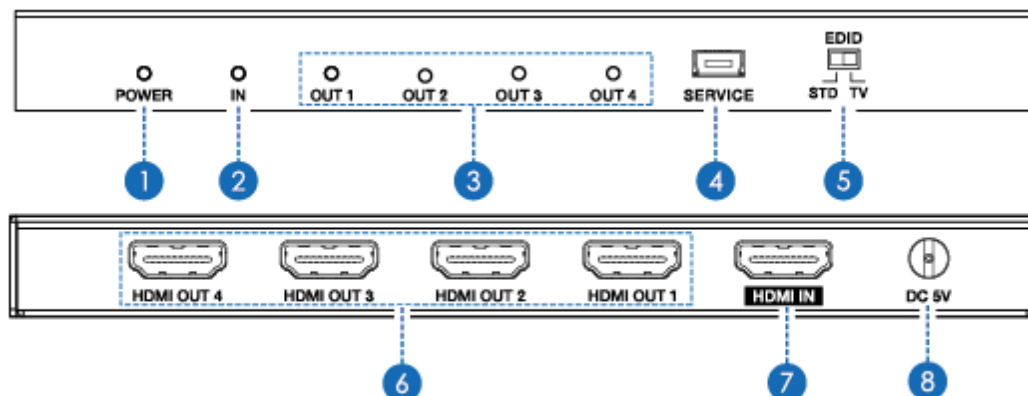 EDID
POWER IN OUT 1 OUT 2 OUT 3 OUT 4 SERVICE STD TV
1 2 3 4 5
HDMI OUT 4 HDMI OUT 3 HDMI OUT 2 HDMI OUT 1 HDMI IN DC 5V
6 7 8